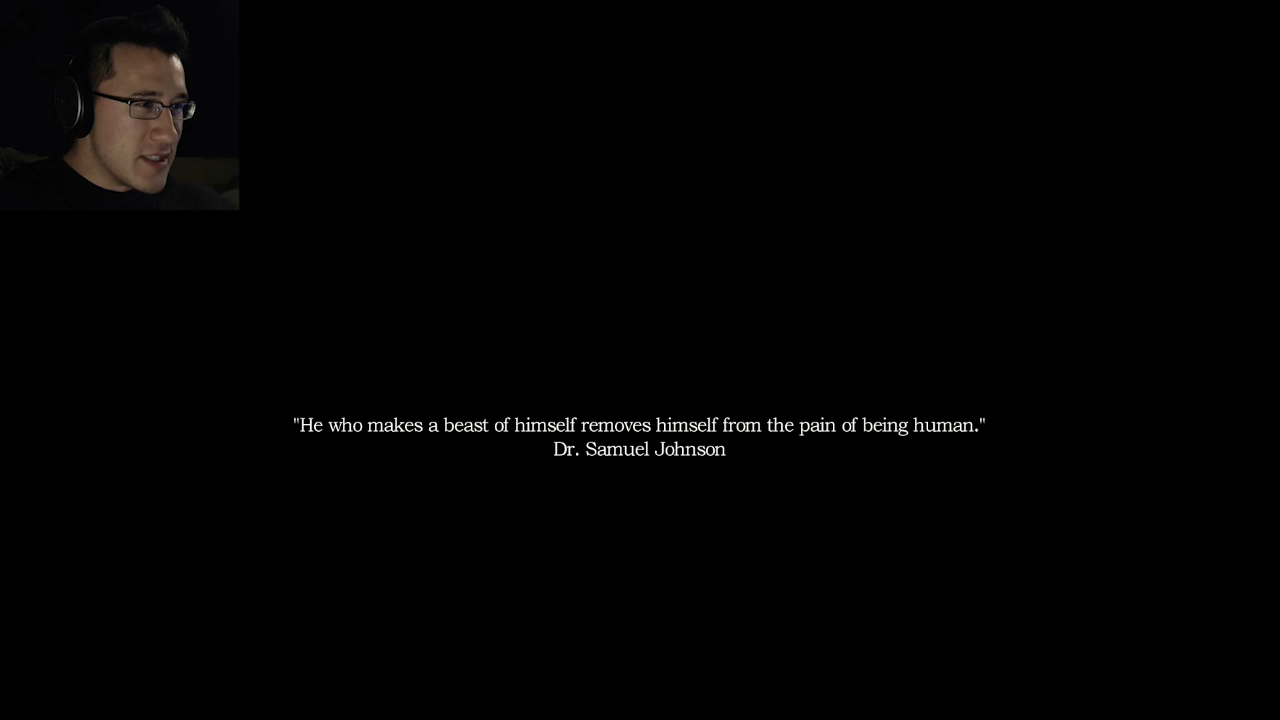 "He who makes a beast of himself removes himself from the pain of being human."
Dr. Samuel Johnson